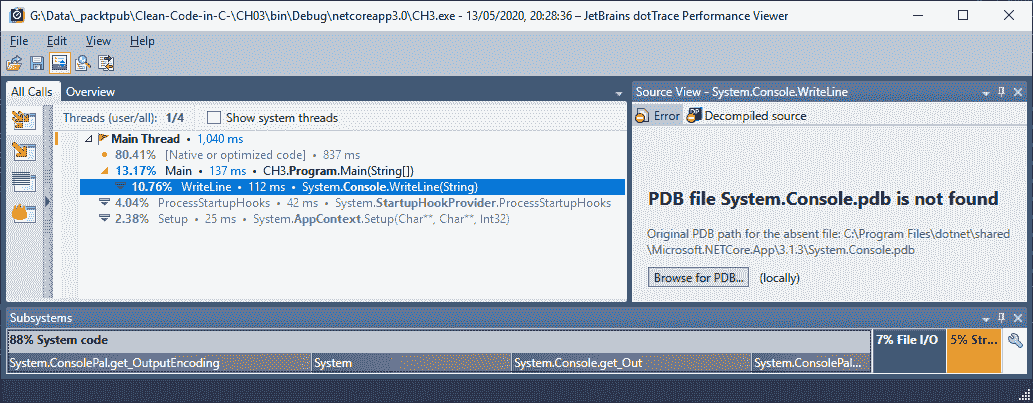 G:\Data\_packtpub\Clean-Code-in-C-\CH03\bin\Debug\netcoreapp3.0\CH3.exe - 13/05/2020, 20:28:36 – JetBrains dotTrace Performance Viewer
File Edit View Help
All Calls Overview
Threads (user/all): 1/4 Show system threads
Main Thread • 1,040 ms
80.41% [Native or optimized code] • 837 ms
13.17% Main • 137 ms • CH3.Program.Main(String[])
10.76% WriteLine • 112 ms • System.Console.WriteLine(String)
4.04% ProcessStartupHooks • 42 ms • System.StartupHookProvider.ProcessStartupHooks
2.38% Setup • 25 ms • System.AppContext.Setup(Char**, Char**, Int32)
Source View - System.Console.WriteLine
Error Decompiled source
PDB file System.Console.pdb is not found
Original PDB path for the absent file: C:\Program Files\dotnet\shared
\Microsoft.NETCore.App\3.1.3\System.Console.pdb
Browse for PDB... (locally)
Subsystems
88% System code 7% File I/O 5% Str...
System.ConsolePal.get_OutputEncoding System System.Console.get_Out System.ConsolePal...